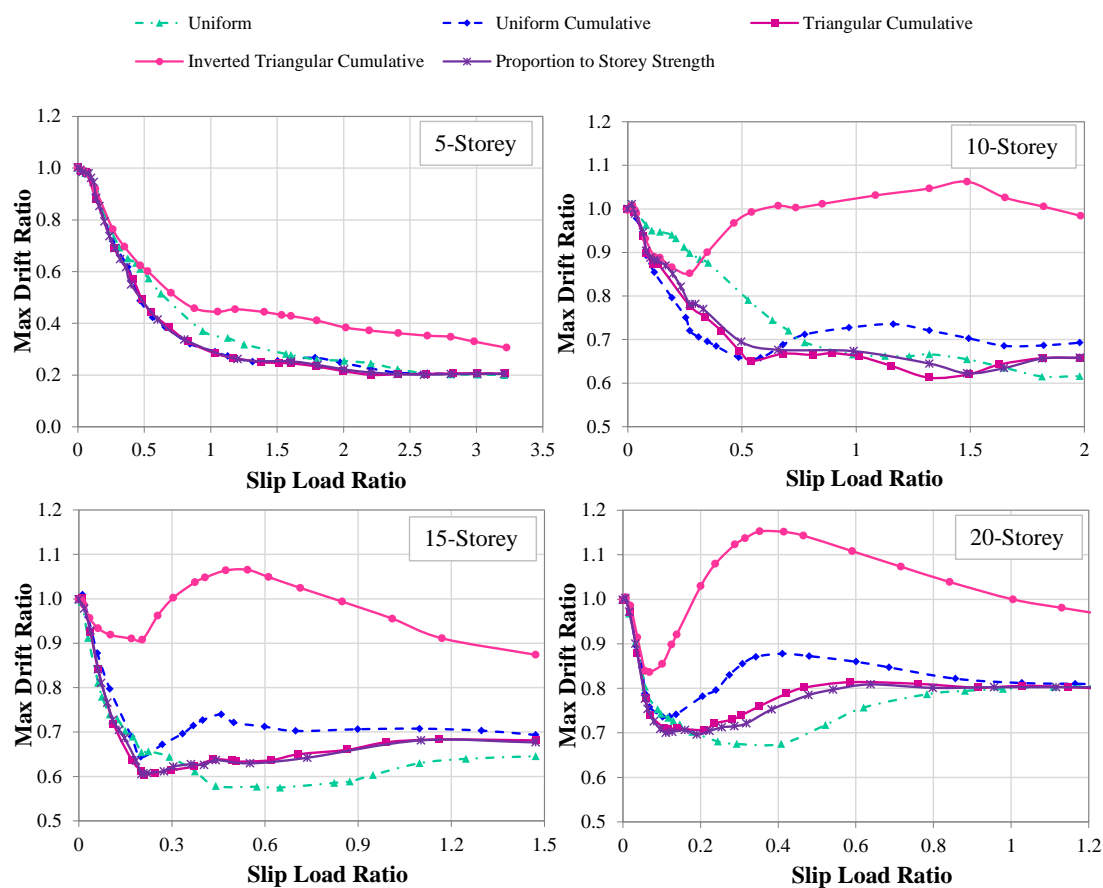 Uniform
Uniform Cumulative
Triangular Cumulative
Inverted Triangular Cumulative
Proportion to Storey Strength
5-Storey
Max Drift Ratio
1.2
1.0
0.8
0.6
0.4
0.2
0.0
0 0.5 1 1.5 2 2.5 3 3.5
Slip Load Ratio
10-Storey
Max Drift Ratio
1.2
1.1
1.0
0.9
0.8
0.7
0.6
0.5
0 0.5 1 1.5 2
Slip Load Ratio
15-Storey
Max Drift Ratio
1.2
1.1
1.0
0.9
0.8
0.7
0.6
0.5
0 0.3 0.6 0.9 1.2 1.5
Slip Load Ratio
20-Storey
Max Drift Ratio
1.2
1.1
1.0
0.9
0.8
0.7
0.6
0.5
0 0.2 0.4 0.6 0.8 1 1.2
Slip Load Ratio